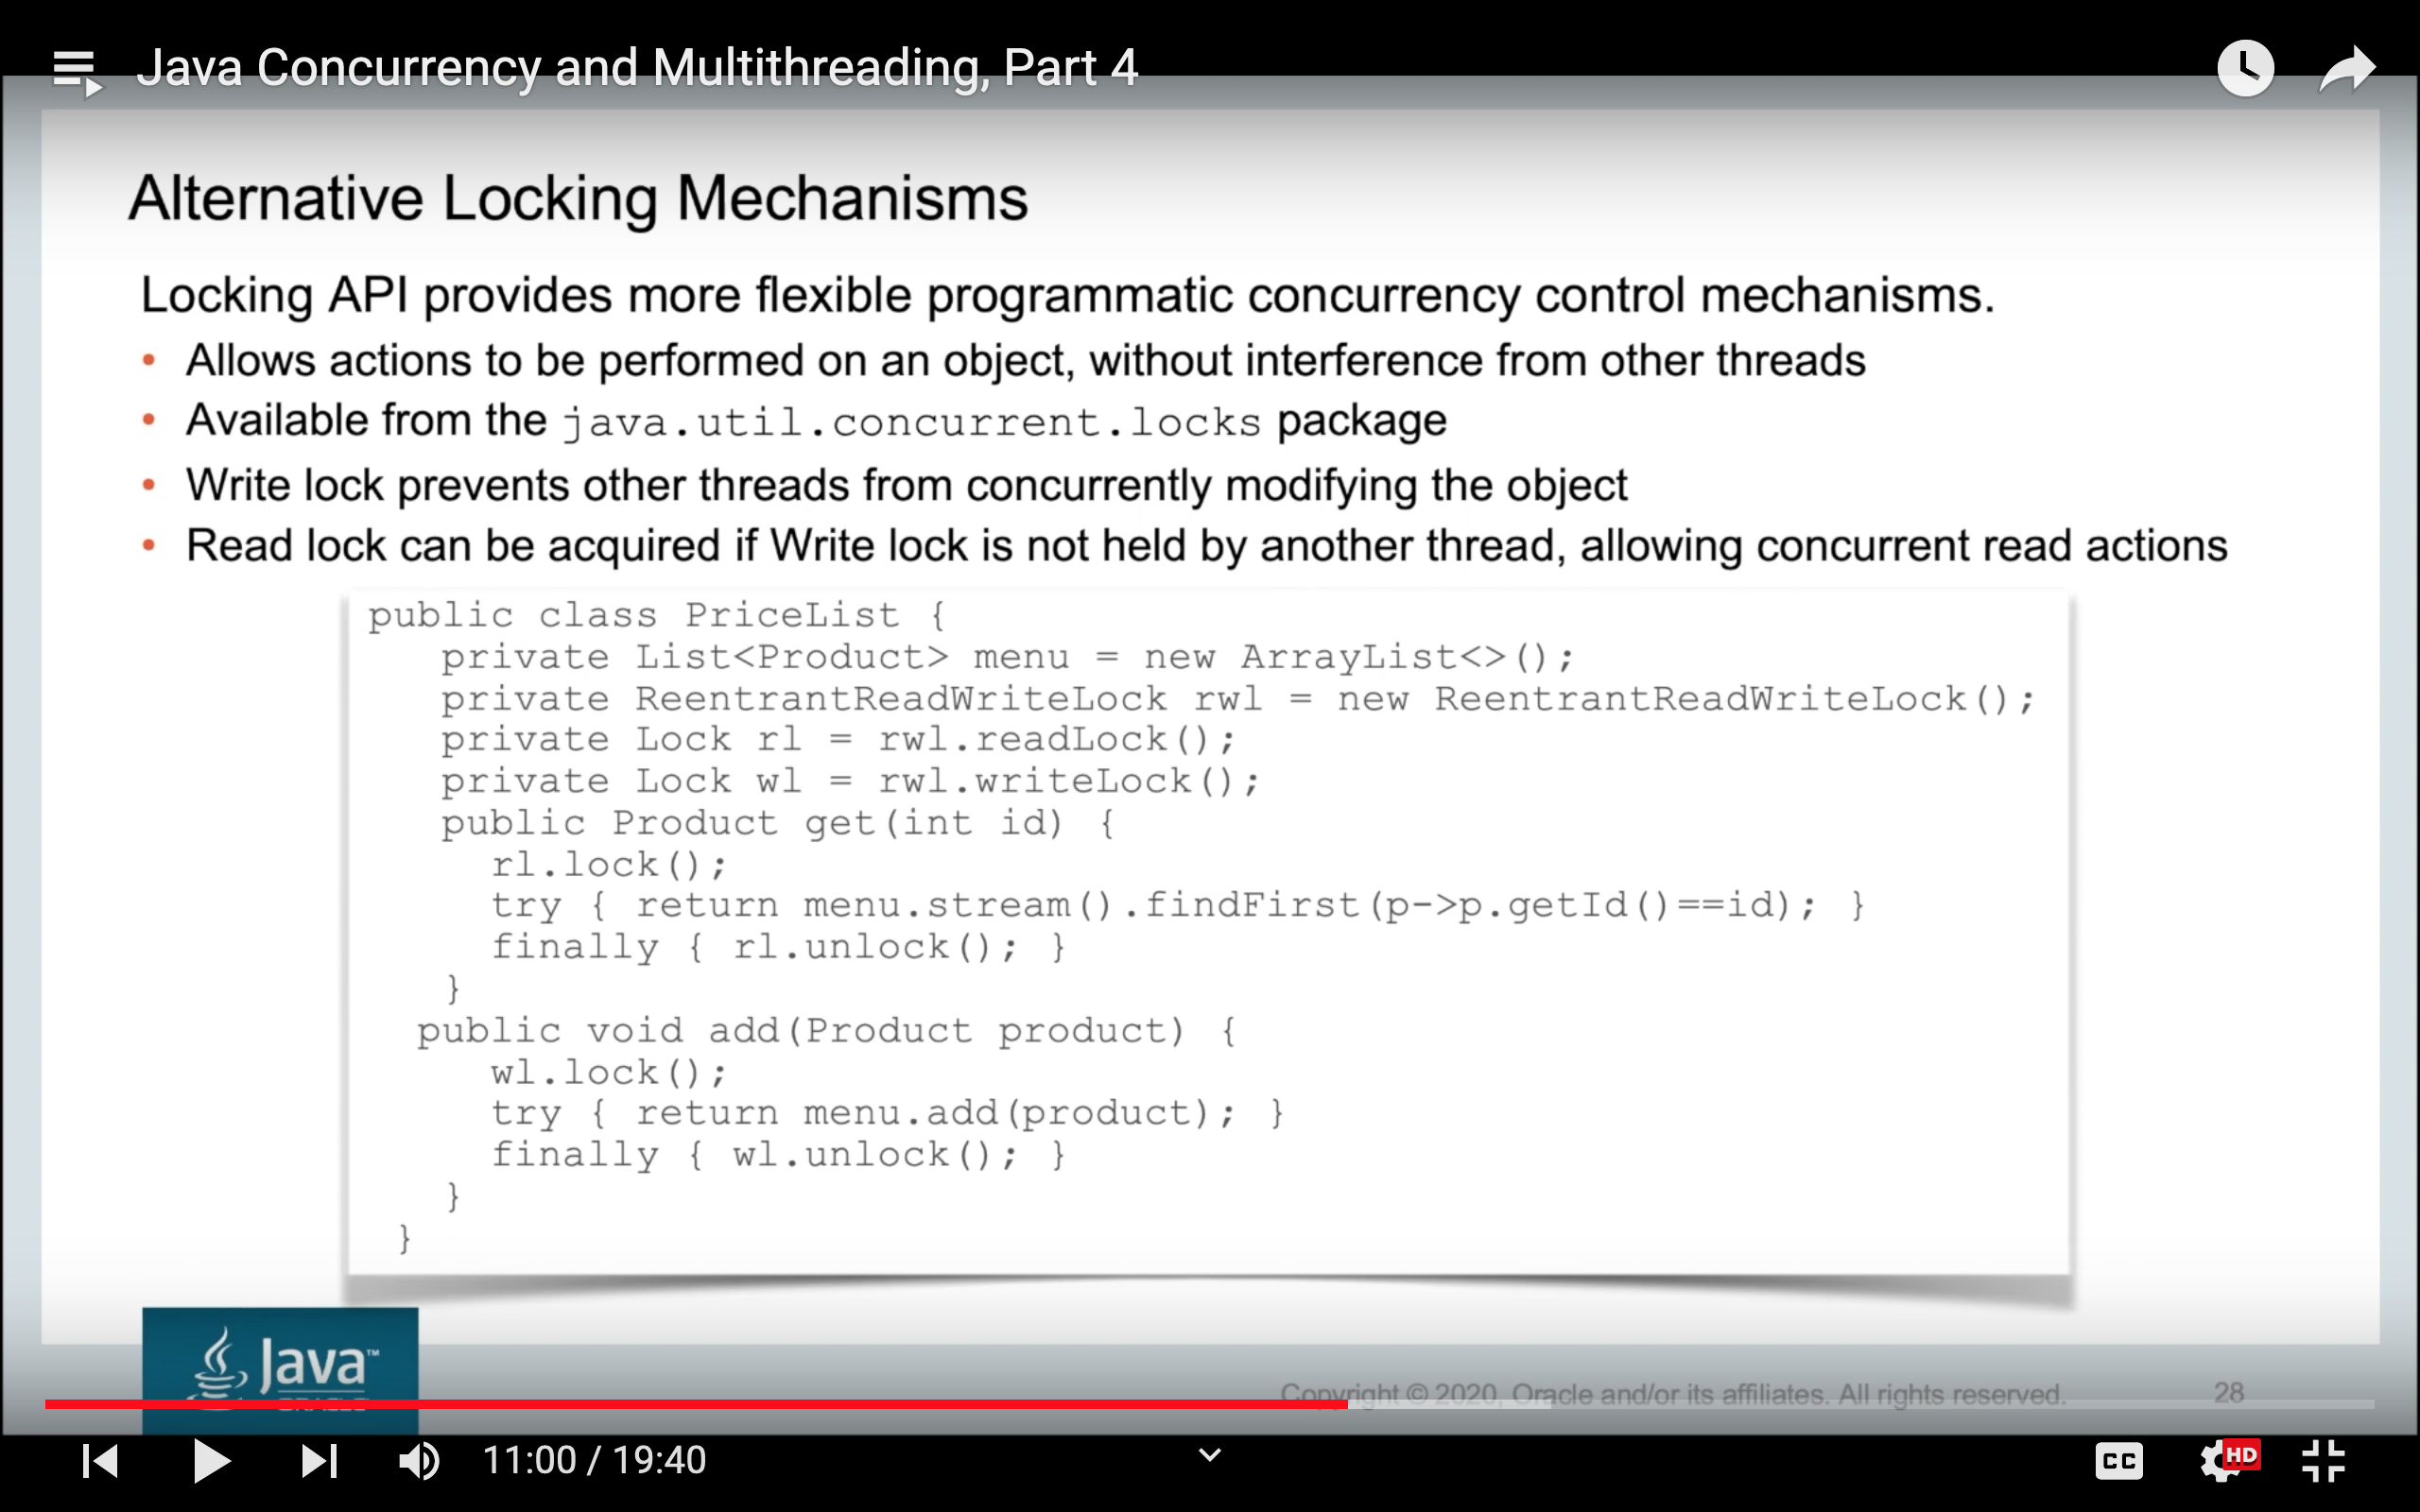 Java Concurrency and Multithreading, Part 4
Alternative Locking Mechanisms
Locking API provides more flexible programmatic concurrency control mechanisms.
• Allows actions to be performed on an object, without interference from other threads
• Available from the java.util.concurrent.locks package
• Write lock prevents other threads from concurrently modifying the object
• Read lock can be acquired if Write lock is not held by another thread, allowing concurrent read actions
public class PriceList {
private List<Product> menu = new ArrayList<>();
private ReentrantReadWriteLock rwl = new ReentrantReadWriteLock();
private Lock rl = rwl.readLock();
private Lock wl = rwl.writeLock();
public Product get(int id) {
rl.lock();
try { return menu.stream().findFirst(p->p.getId()==id); }
finally { rl.unlock(); }
}
public void add(Product product) {
wl.lock();
try { return menu.add(product); }
finally { wl.unlock(); }
}
}
Java™
Copyright © 2020, Oracle and/or its affiliates. All rights reserved.
28
11:00 / 19:40
CC
HD